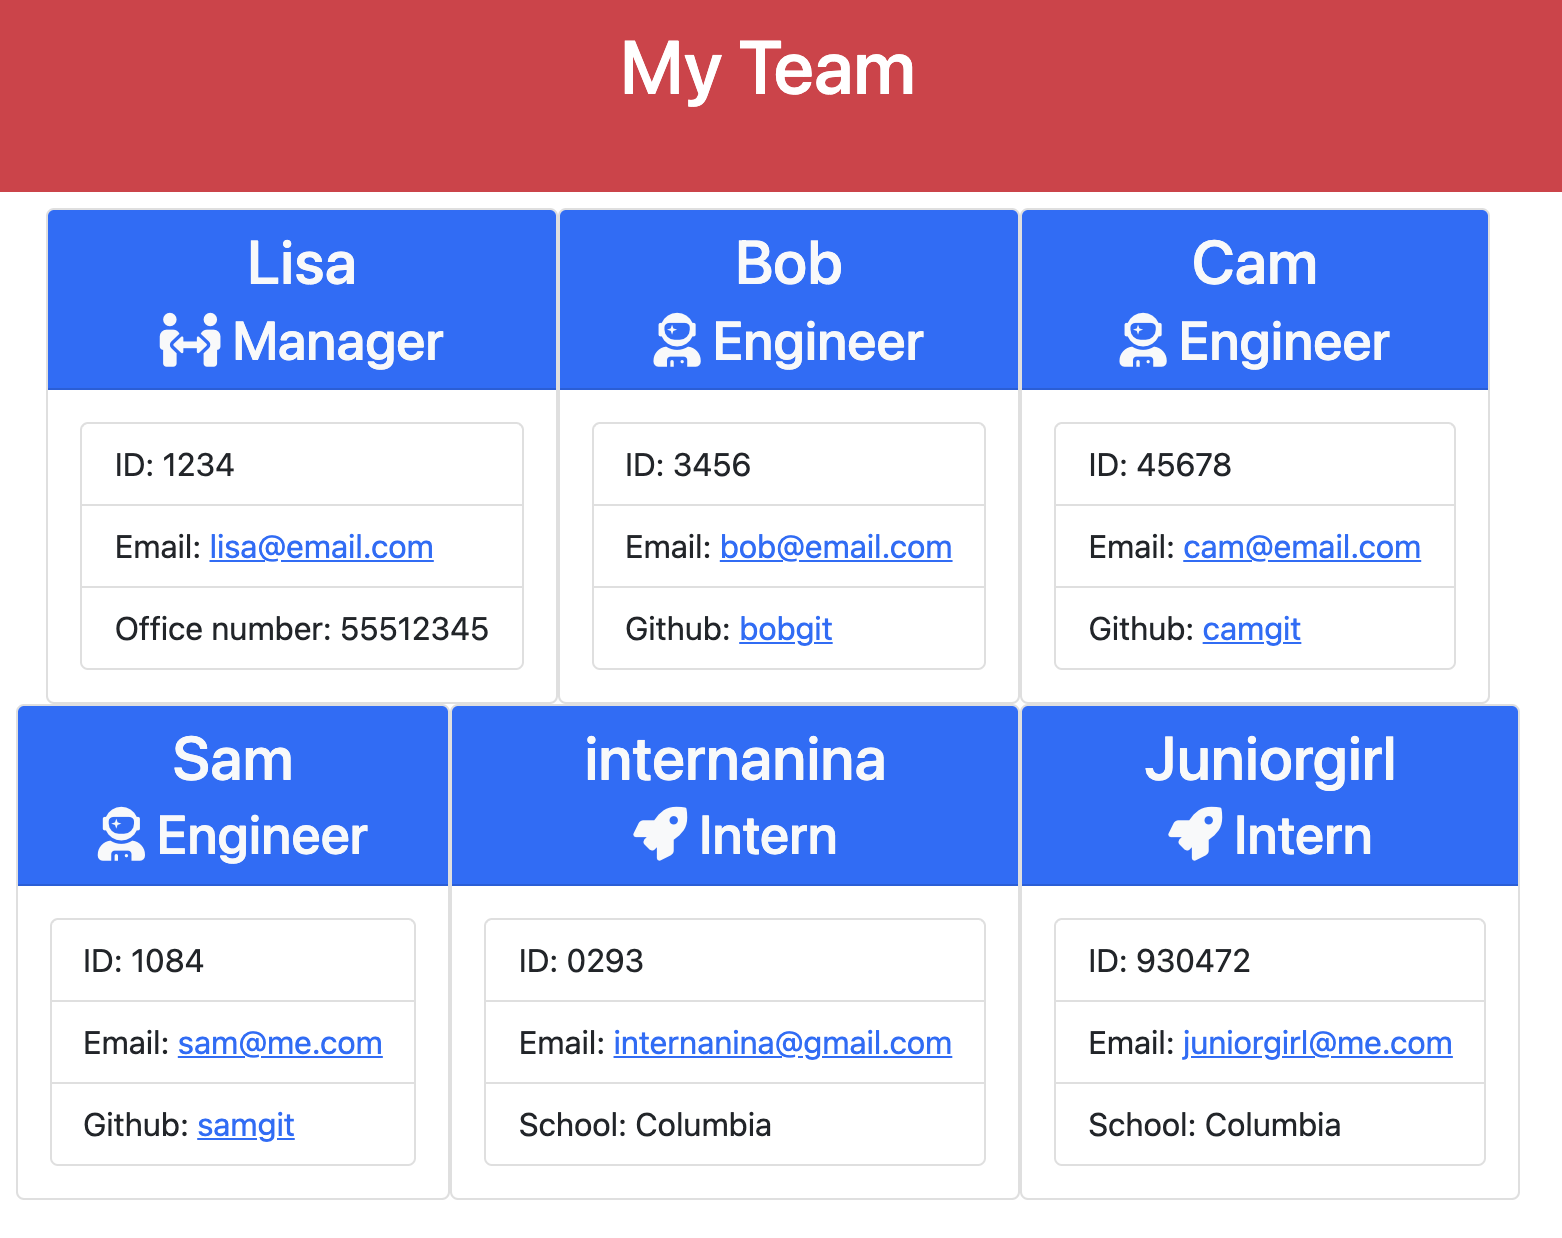 My Team
Lisa
Manager
ID: 1234
Email: lisa@email.com
Office number: 55512345
Bob
Engineer
ID: 3456
Email: bob@email.com
Github: bobgit
Cam
Engineer
ID: 45678
Email: cam@email.com
Github: camgit
Sam
Engineer
ID: 1084
Email: sam@me.com
Github: samgit
internanina
Intern
ID: 0293
Email: internanina@gmail.com
School: Columbia
Juniorgirl
Intern
ID: 930472
Email: juniorgirl@me.com
School: Columbia